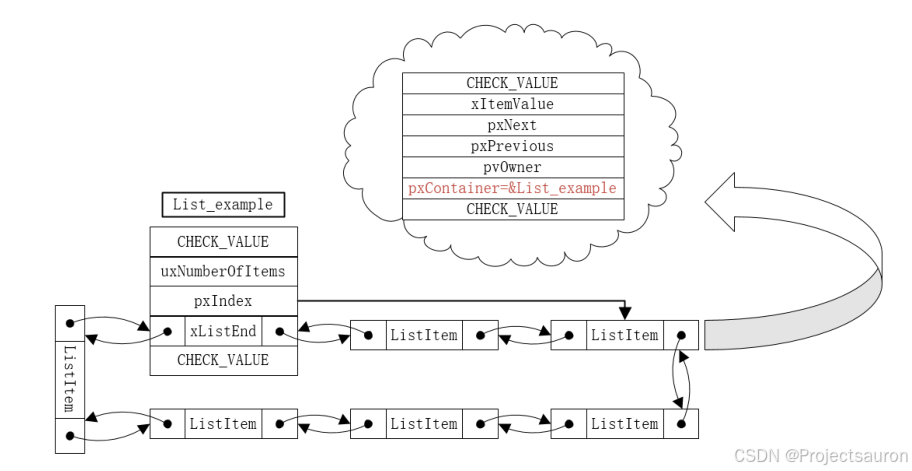 CHECK_VALUE
xItemValue
pxNext
pxPrevious
pvOwner
pxContainer=&List_example
CHECK_VALUE
List_example
CHECK_VALUE
uxNumberOfItems
pxIndex
xListEnd
ListItem
ListItem
CHECK_VALUE
ListItem
ListItem
ListItem
ListItem
CSDN @Projectsauron